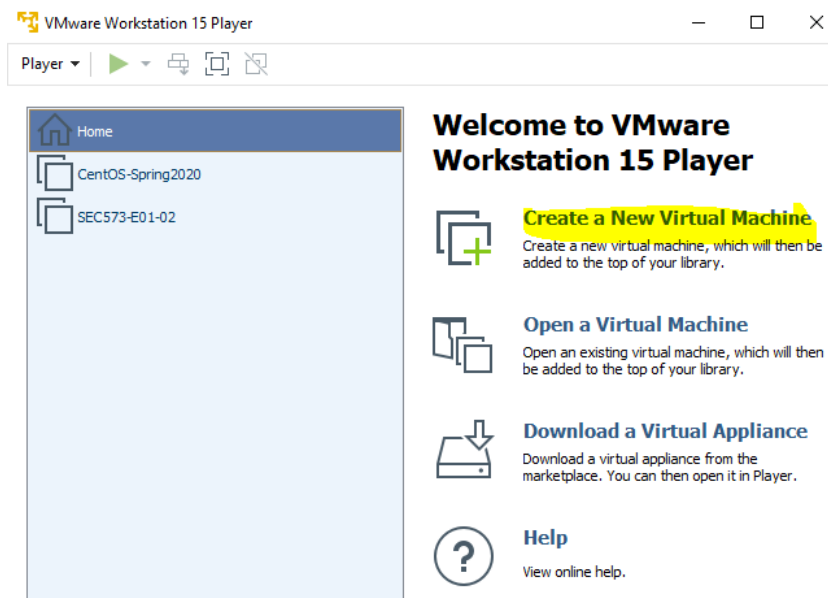 VMware Workstation 15 Player
Player
Home
CentOS-Spring2020
SEC573-E01-02
Welcome to VMware
Workstation 15 Player
Create a New Virtual Machine
Create a new virtual machine, which will then be
added to the top of your library.
Open a Virtual Machine
Open an existing virtual machine, which will then
be added to the top of your library.
Download a Virtual Appliance
Download a virtual appliance from the
marketplace. You can then open it in Player.
Help
View online help.